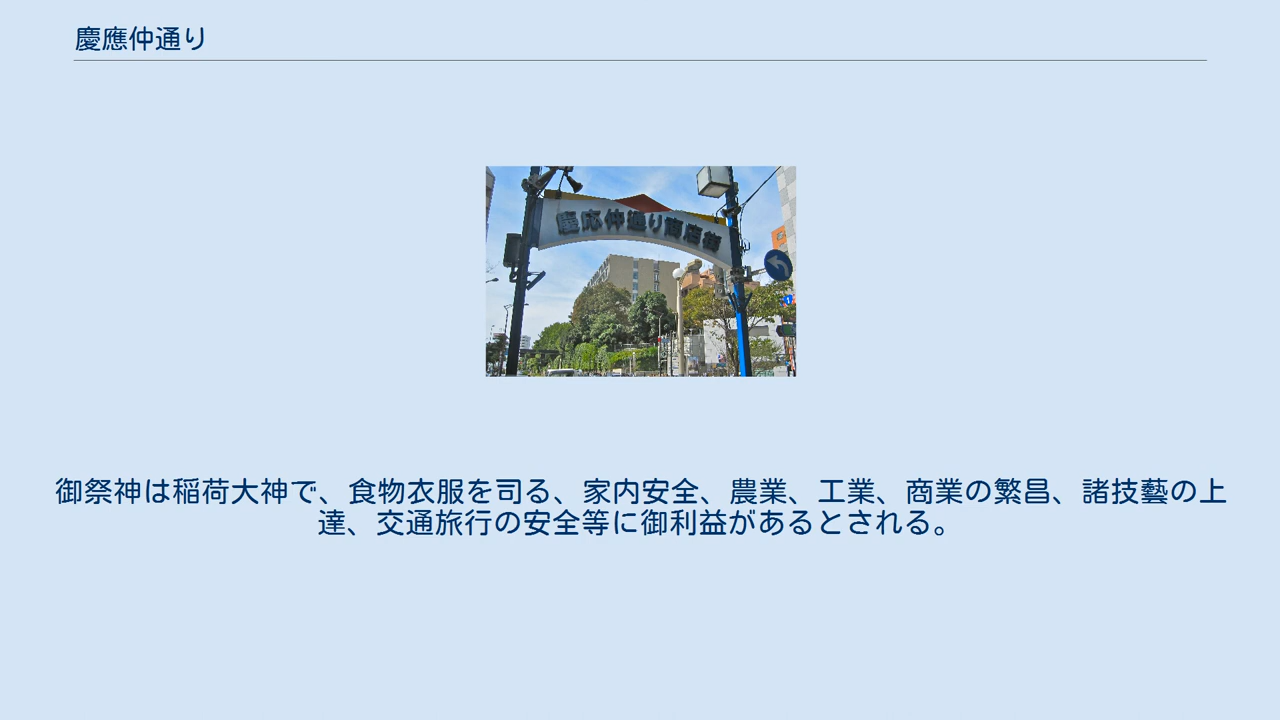 慶應仲通り
慶応仲通り商店街
御祭神は稲荷大神で、食物衣服を司る、家内安全、農業、工業、商業の繁昌、諸技藝の上
達、交通旅行の安全等に御利益があるとされる。